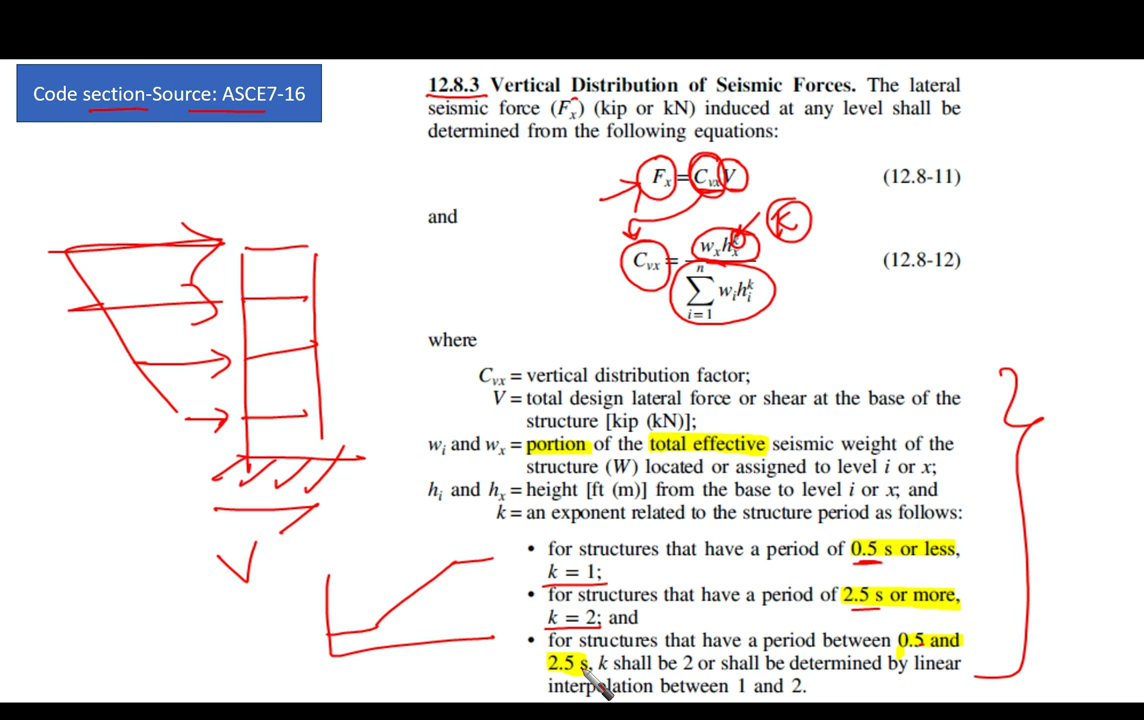 Code section-Source: ASCE7-16
12.8.3 Vertical Distribution of Seismic Forces. The lateral
seismic force (Fₓ) (kip or kN) induced at any level shall be
determined from the following equations:
Fₓ = Cᵥₓ V (12.8-11)
K
and
Cᵥₓ = wₓhₓᵏ / ∑ᵢ₌₁ⁿ wᵢhᵢᵏ (12.8-12)
where
Cᵥₓ = vertical distribution factor;
V = total design lateral force or shear at the base of the
structure [kip (kN)];
wᵢ and wₓ = portion of the total effective seismic weight of the
structure (W) located or assigned to level i or x;
hᵢ and hₓ = height [ft (m)] from the base to level i or x; and
k = an exponent related to the structure period as follows:
• for structures that have a period of 0.5 s or less,
k = 1;
• for structures that have a period of 2.5 s or more,
k = 2; and
• for structures that have a period between 0.5 and
2.5 s, k shall be 2 or shall be determined by linear
interpolation between 1 and 2.
V